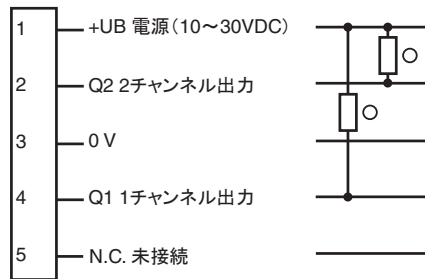 1 +UB 電源(10～30VDC)
2 Q2 2チャンネル出力
3 0 V
4 Q1 1チャンネル出力
5 N.C. 未接続